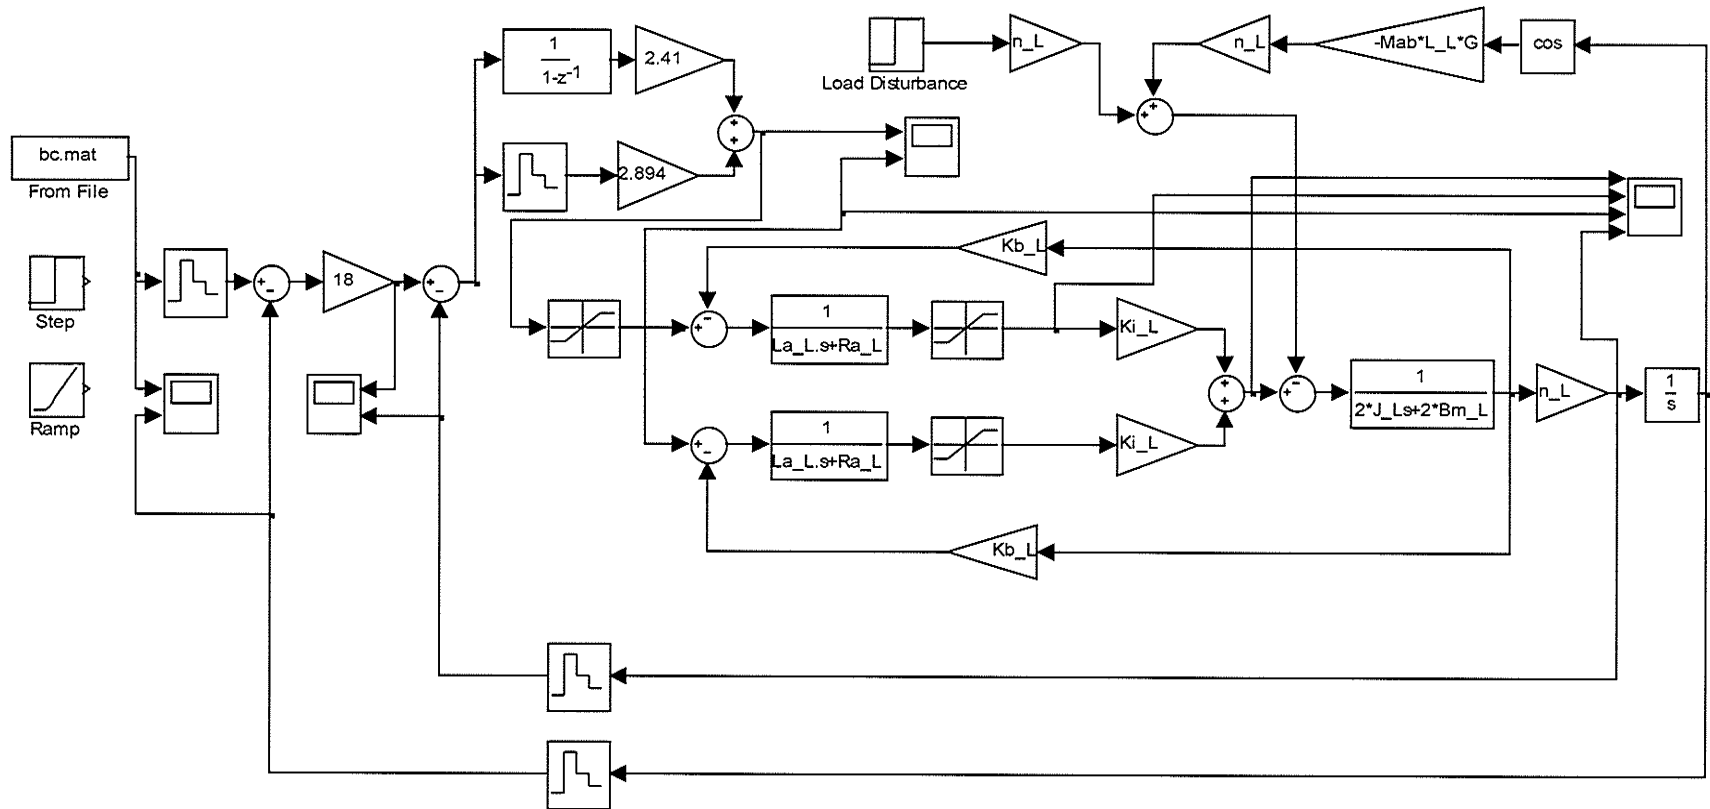 1
1-z⁻¹
2.41
Load Disturbance
n_L
n_L
-Mab*L_L*G
cos
+
+
+
+
bc.mat
From File
2.894
Kb_L
Step
+
-
18
+
-
-
+
1
La_L.s+Ra_L
Ki_L
Ramp
+
+
-
+
1
2*J_Ls+2*Bm_L
n_L
1
s
+
-
1
La_L.s+Ra_L
Ki_L
Kb_L